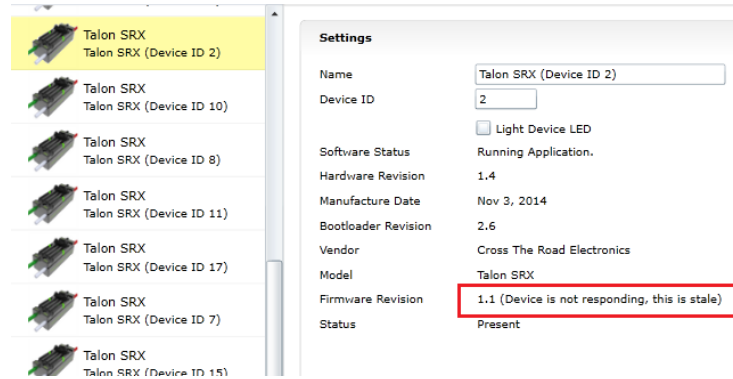 Talon SRX
Talon SRX (Device ID 2)
Talon SRX
Talon SRX (Device ID 10)
Talon SRX
Talon SRX (Device ID 8)
Talon SRX
Talon SRX (Device ID 11)
Talon SRX
Talon SRX (Device ID 17)
Talon SRX
Talon SRX (Device ID 7)
Talon SRX
Talon SRX (Device ID 15)
Settings
Name Talon SRX (Device ID 2)
Device ID 2
Light Device LED
Software Status Running Application.
Hardware Revision 1.4
Manufacture Date Nov 3, 2014
Bootloader Revision 2.6
Vendor Cross The Road Electronics
Model Talon SRX
Firmware Revision 1.1 (Device is not responding, this is stale)
Status Present